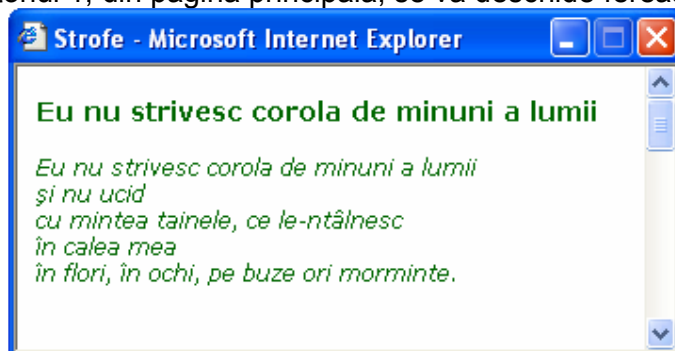 Strofe - Microsoft Internet Explorer
Eu nu strivesc corola de minuni a lumii
Eu nu strivesc corola de minuni a lumii
şi nu ucid
cu mintea tainele, ce le-ntâlnesc
în calea mea
în flori, în ochi, pe buze ori morminte.